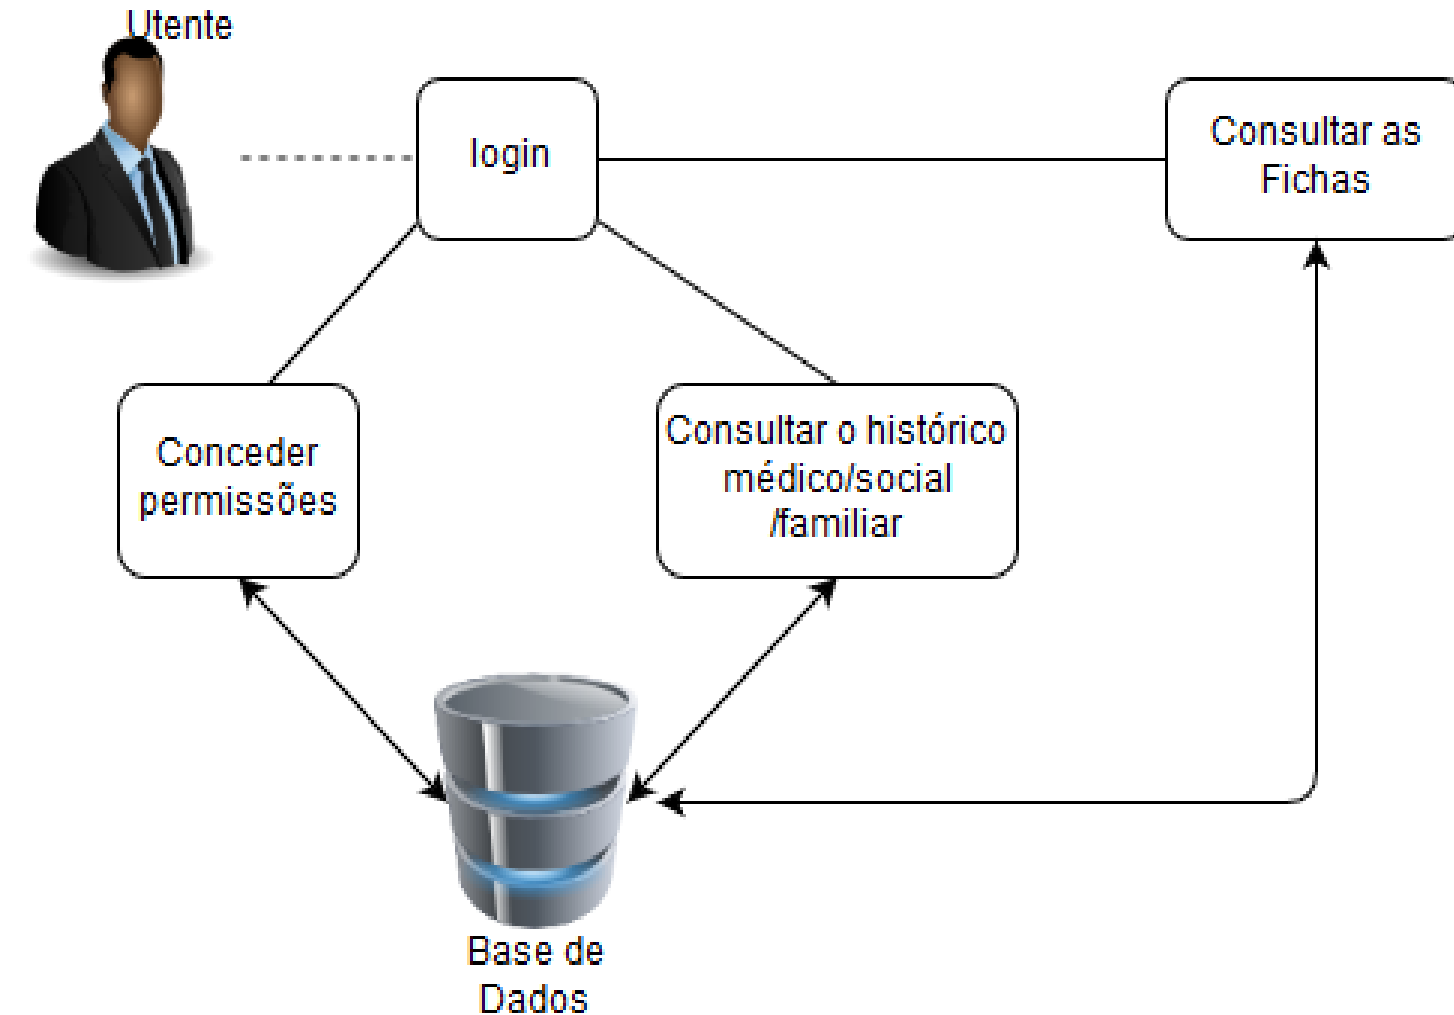 Utente
login
Consultar as
Fichas
Conceder
permissões
Consultar o histórico
médico/social
/familiar
Base de
Dados